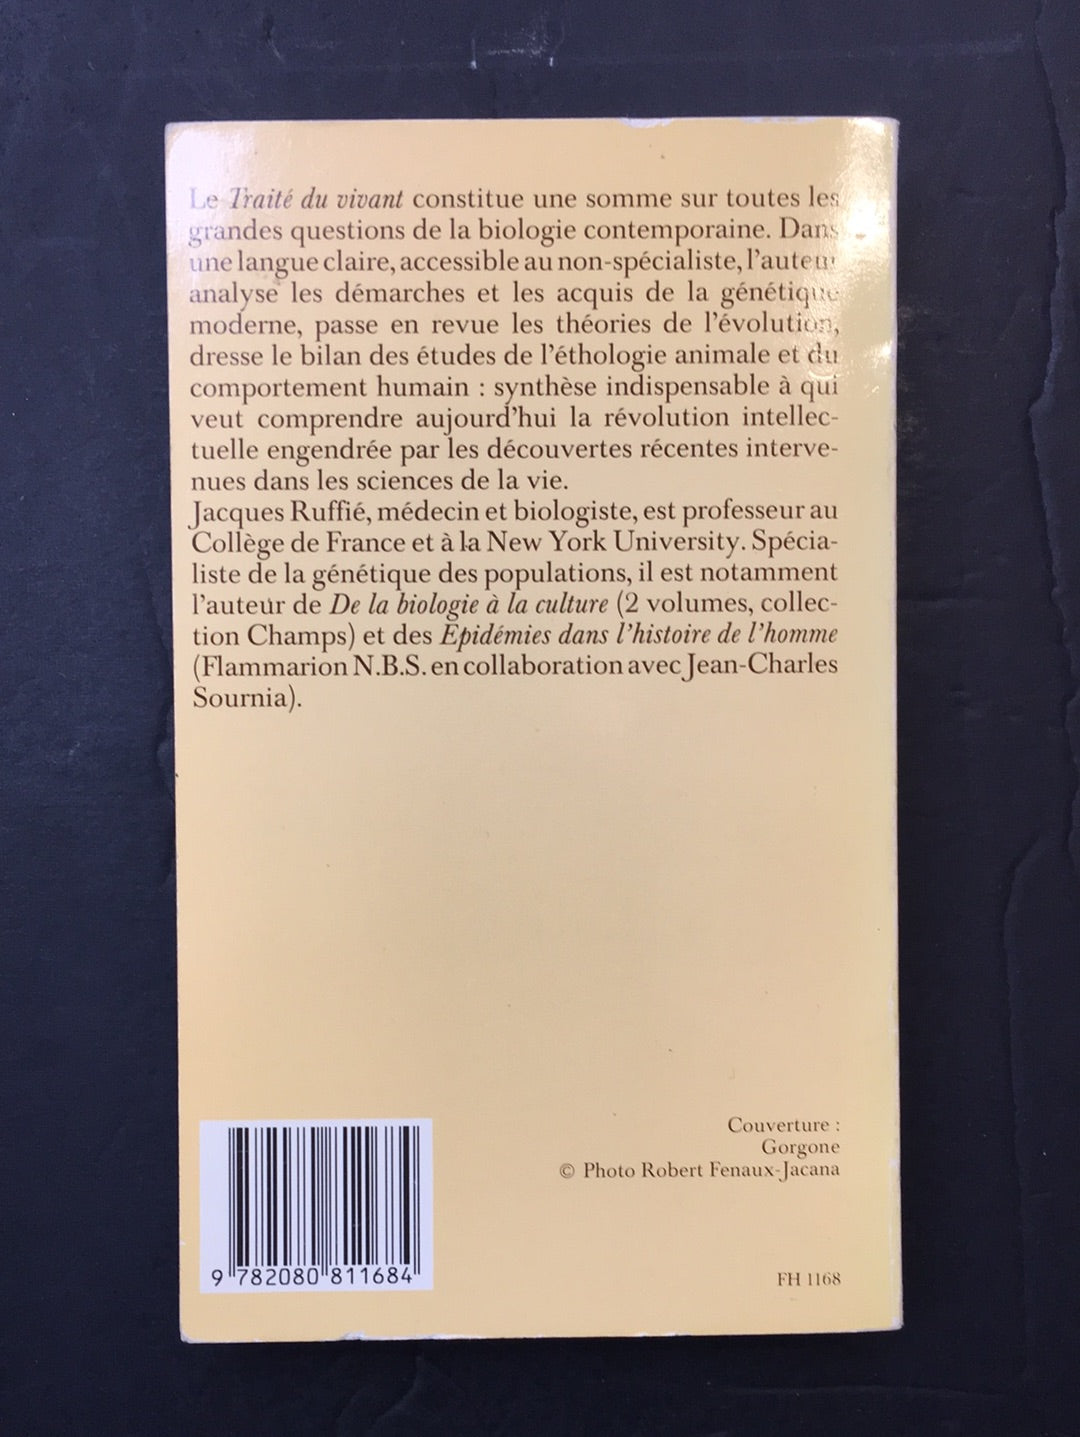 Le Traité du vivant constitue une somme sur toutes les
grandes questions de la biologie contemporaine. Dans
une langue claire, accessible au non-spécialiste, l'auteur
analyse les démarches et les acquis de la génétique
moderne, passe en revue les théories de l'évolution,
dresse le bilan des études de l'éthologie animale et du
comportement humain : synthèse indispensable à qui
veut comprendre aujourd'hui la révolution intellec-
tuelle engendrée par les découvertes récentes interve-
nues dans les sciences de la vie.
Jacques Ruffié, médecin et biologiste, est professeur au
Collège de France et à la New York University. Spécia-
liste de la génétique des populations, il est notamment
l'auteur de De la biologie à la culture (2 volumes, collec-
tion Champs) et des Epidémies dans l'histoire de l'homme
(Flammarion N.B.S. en collaboration avec Jean-Charles
Sournia).
Couverture :
Gorgone
© Photo Robert Fenaux-Jacana
9 782080 811684
FH 1168